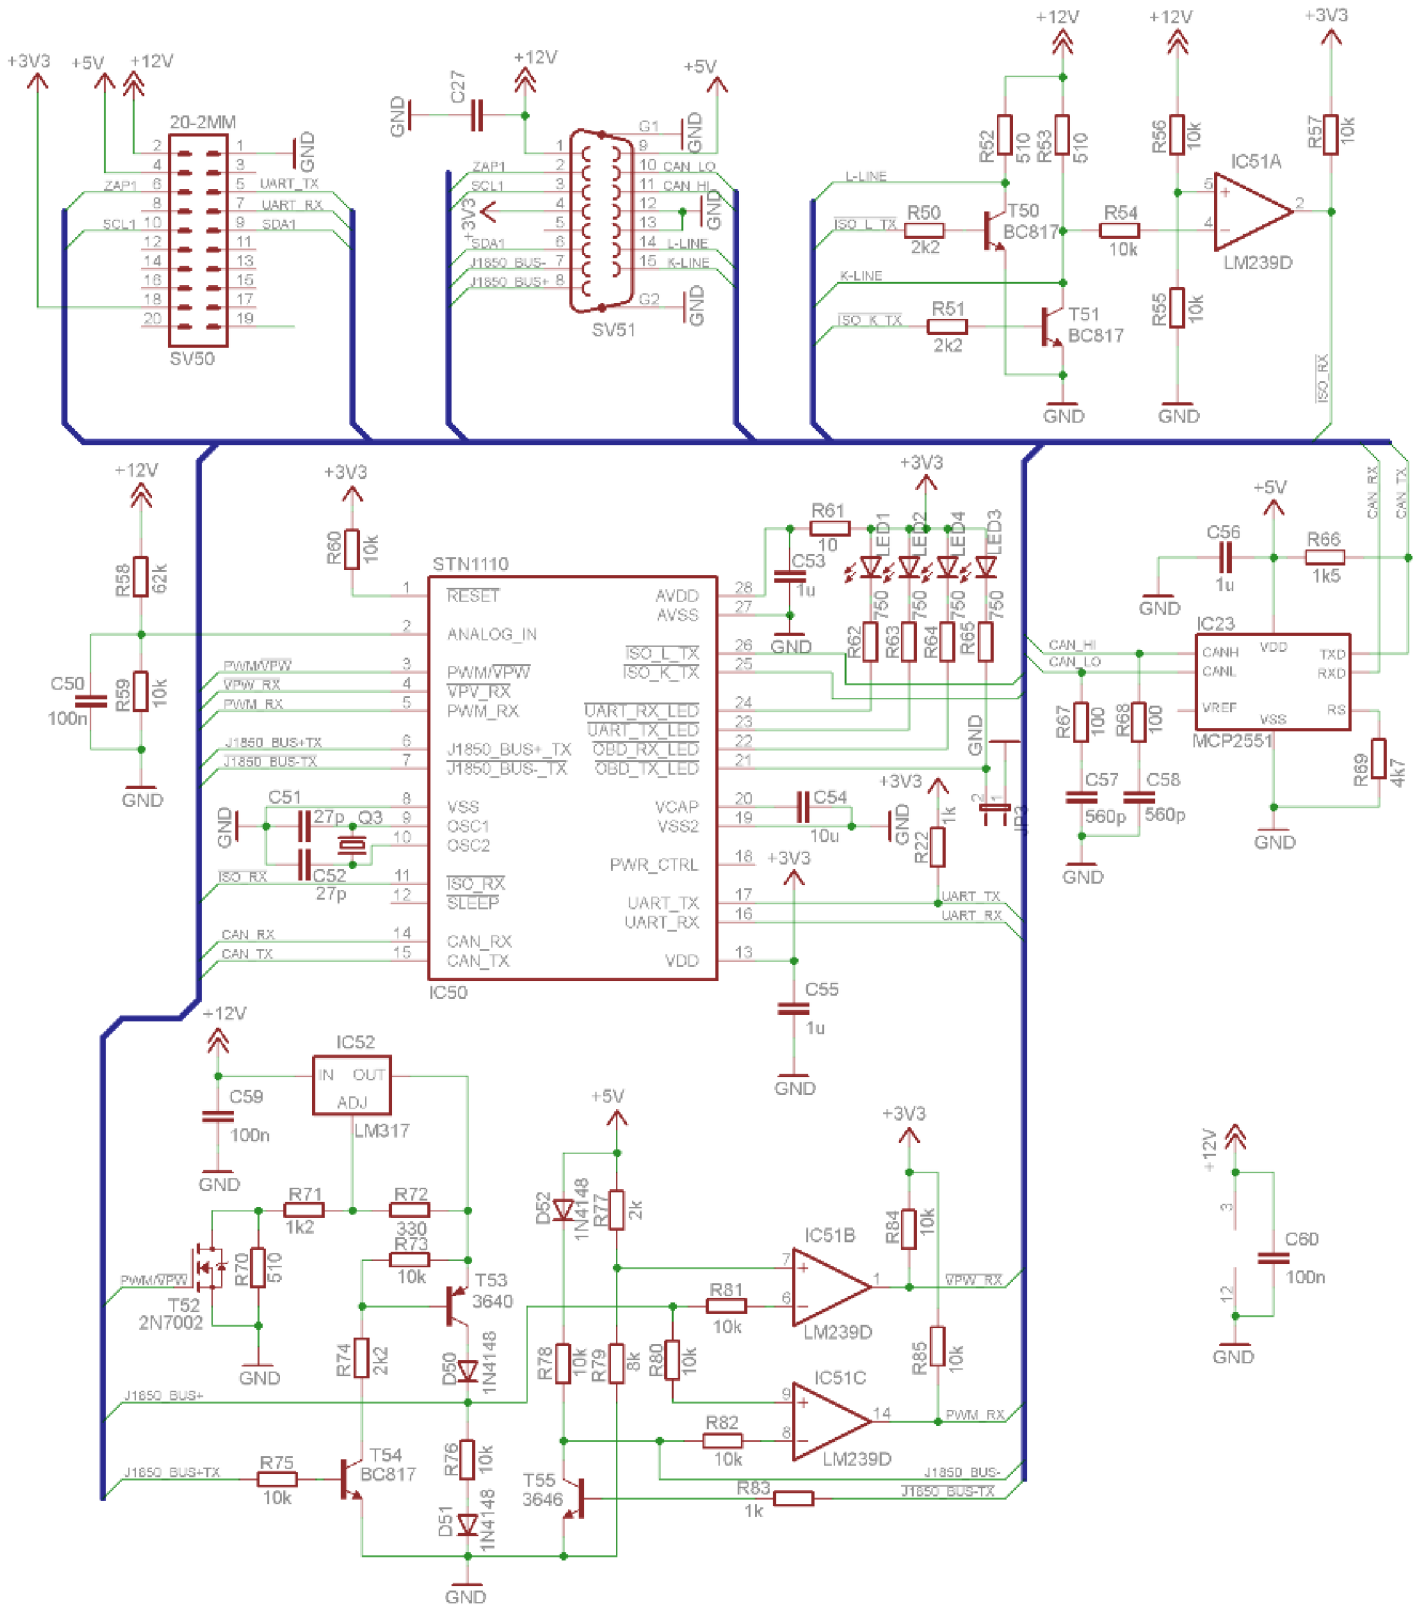 +3V3
+5V
+12V
20-2MM
2
4
6
8
10
12
14
16
18
20
1
3
5
7
9
11
13
15
17
19
GND
ZAP1
SCL1
UART_TX
UART_RX
SDA1
SV50
GND
C27
+12V
+5V
G1
GND
1
2
3
4
5
6
7
8
9
10
11
12
13
14
15
ZAP1
SCL1
+3V3
SDA1
J1850_BUS-
J1850_BUS+
CAN_LO
CAN_HI
GND
L-LINE
K-LINE
G2
GND
SV51
+12V
+12V
+3V3
R52
510
R53
510
R56
10k
R57
10k
IC51A
5
4
2
LM239D
L-LINE
ISO_L_TX
R50
2k2
T50
BC817
R54
10k
K-LINE
ISO_K_TX
R51
2k2
T51
BC817
R55
10k
GND
GND
ISO_RX
+12V
R58
62k
R59
10k
C50
100n
GND
+3V3
R60
10k
STN1110
1
2
3
4
5
6
7
8
9
10
11
12
14
15
RESET
ANALOG_IN
PWM/VPW
VPV_RX
PWM_RX
J1850_BUS+_TX
J1850_BUS-_TX
VSS
OSC1
OSC2
ISO_RX
SLEEP
CAN_RX
CAN_TX
28
27
26
25
24
23
22
21
20
19
18
17
16
13
AVDD
AVSS
ISO_L_TX
ISO_K_TX
UART_RX_LED
UART_TX_LED
OBD_RX_LED
OBD_TX_LED
VCAP
VSS2
PWR_CTRL
UART_TX
UART_RX
VDD
IC50
PWM/VPW
VPW_RX
PWM_RX
J1850_BUS+TX
J1850_BUS-TX
GND
C51
27p
Q3
C52
27p
ISO_RX
CAN_RX
CAN_TX
+3V3
R61
10
C53
1u
GND
LED1
LED2
LED4
LED3
750
750
750
750
R62
R63
R64
R65
GND
2
1
JP3
+3V3
1k
R22
C54
10u
GND
+3V3
UART_TX
UART_RX
C55
1u
GND
CAN_RX
CAN_TX
+5V
C56
1u
GND
R66
1k5
IC23
CANH
CANL
VREF
VDD
VSS
TXD
RXD
RS
MCP2551
CAN_HI
CAN_LO
R67
100
R68
100
C57
560p
C58
560p
GND
R69
4k7
GND
+12V
C59
100n
GND
IC52
IN
OUT
ADJ
LM317
R71
1k2
R72
330
R73
10k
R70
510
PWM/VPW
T52
2N7002
GND
T53
3640
R74
2k2
D50
1N4148
J1850_BUS+
J1850_BUS+TX
R75
10k
T54
BC817
R76
10k
D51
1N4148
GND
+5V
D52
1N4148
R77
2k
R78
10k
R79
8k
R80
10k
R81
10k
R82
10k
T55
3646
R83
1k
IC51B
7
6
1
LM239D
IC51C
9
8
14
LM239D
+3V3
R84
10k
R85
10k
VPW_RX
PWM_RX
J1850_BUS-
J1850_BUS-TX
+12V
3
12
C60
100n
GND